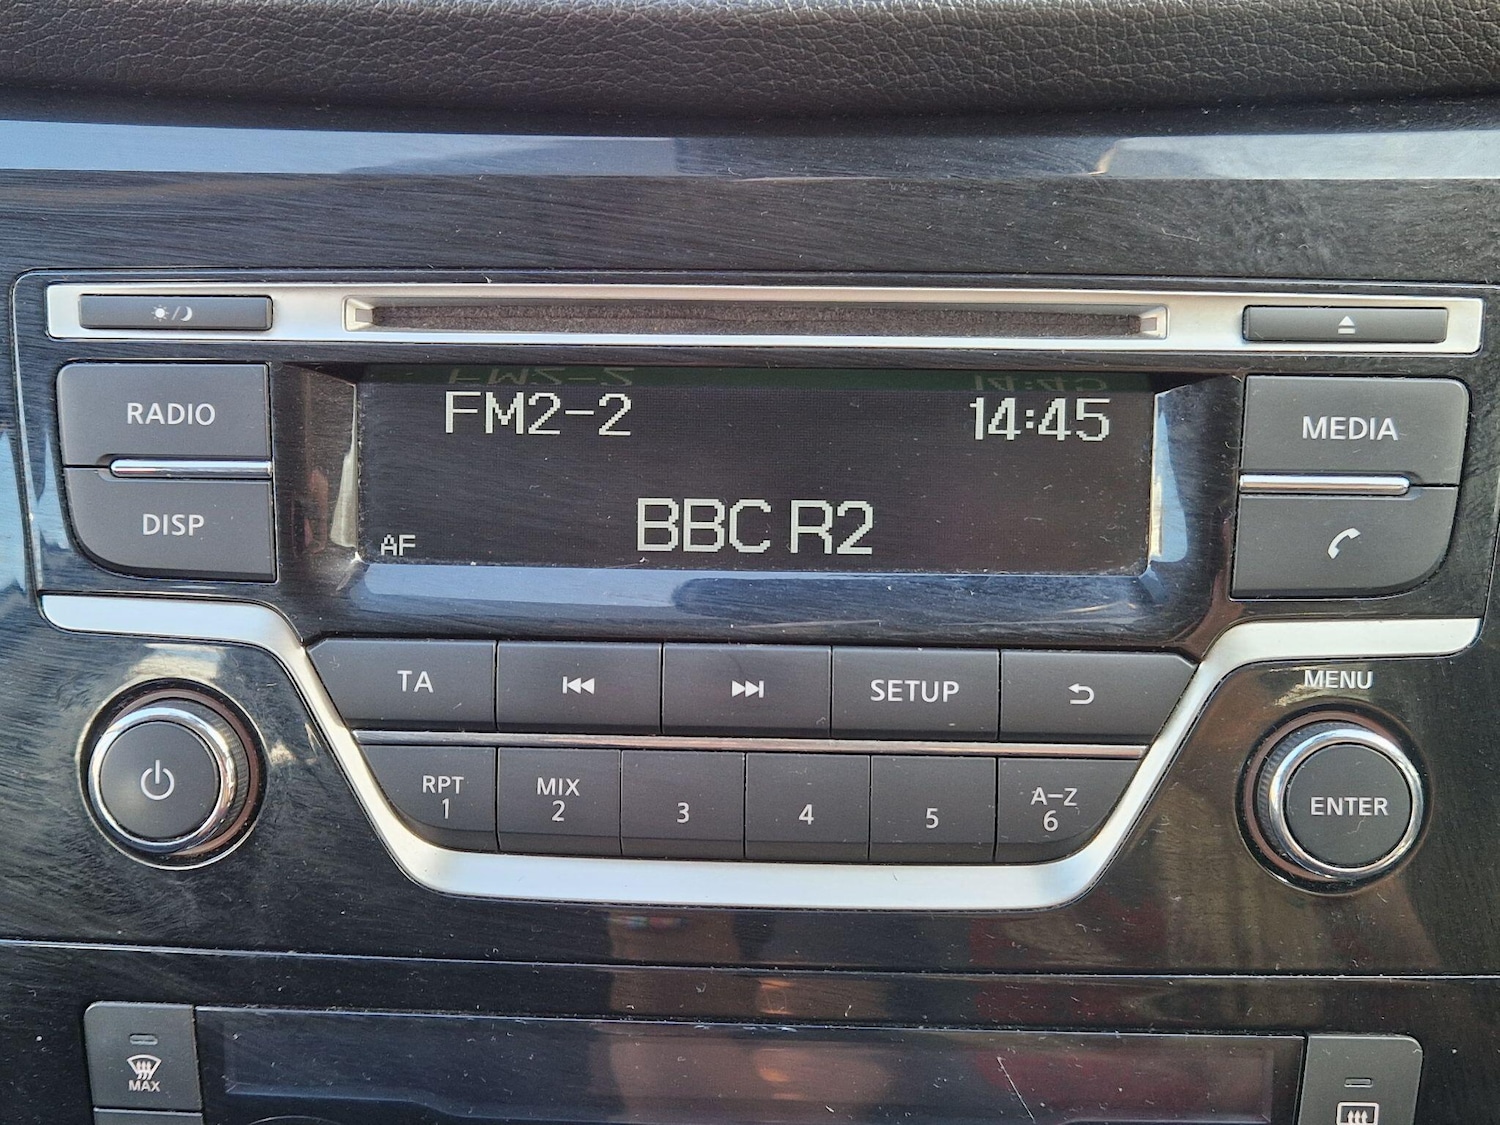 RADIO
DISP
FM2-2
14:45
BBC R2
AF
MEDIA
TA
SETUP
MENU
RPT
1
MIX
2
3
4
5
A-Z
6
ENTER
MAX